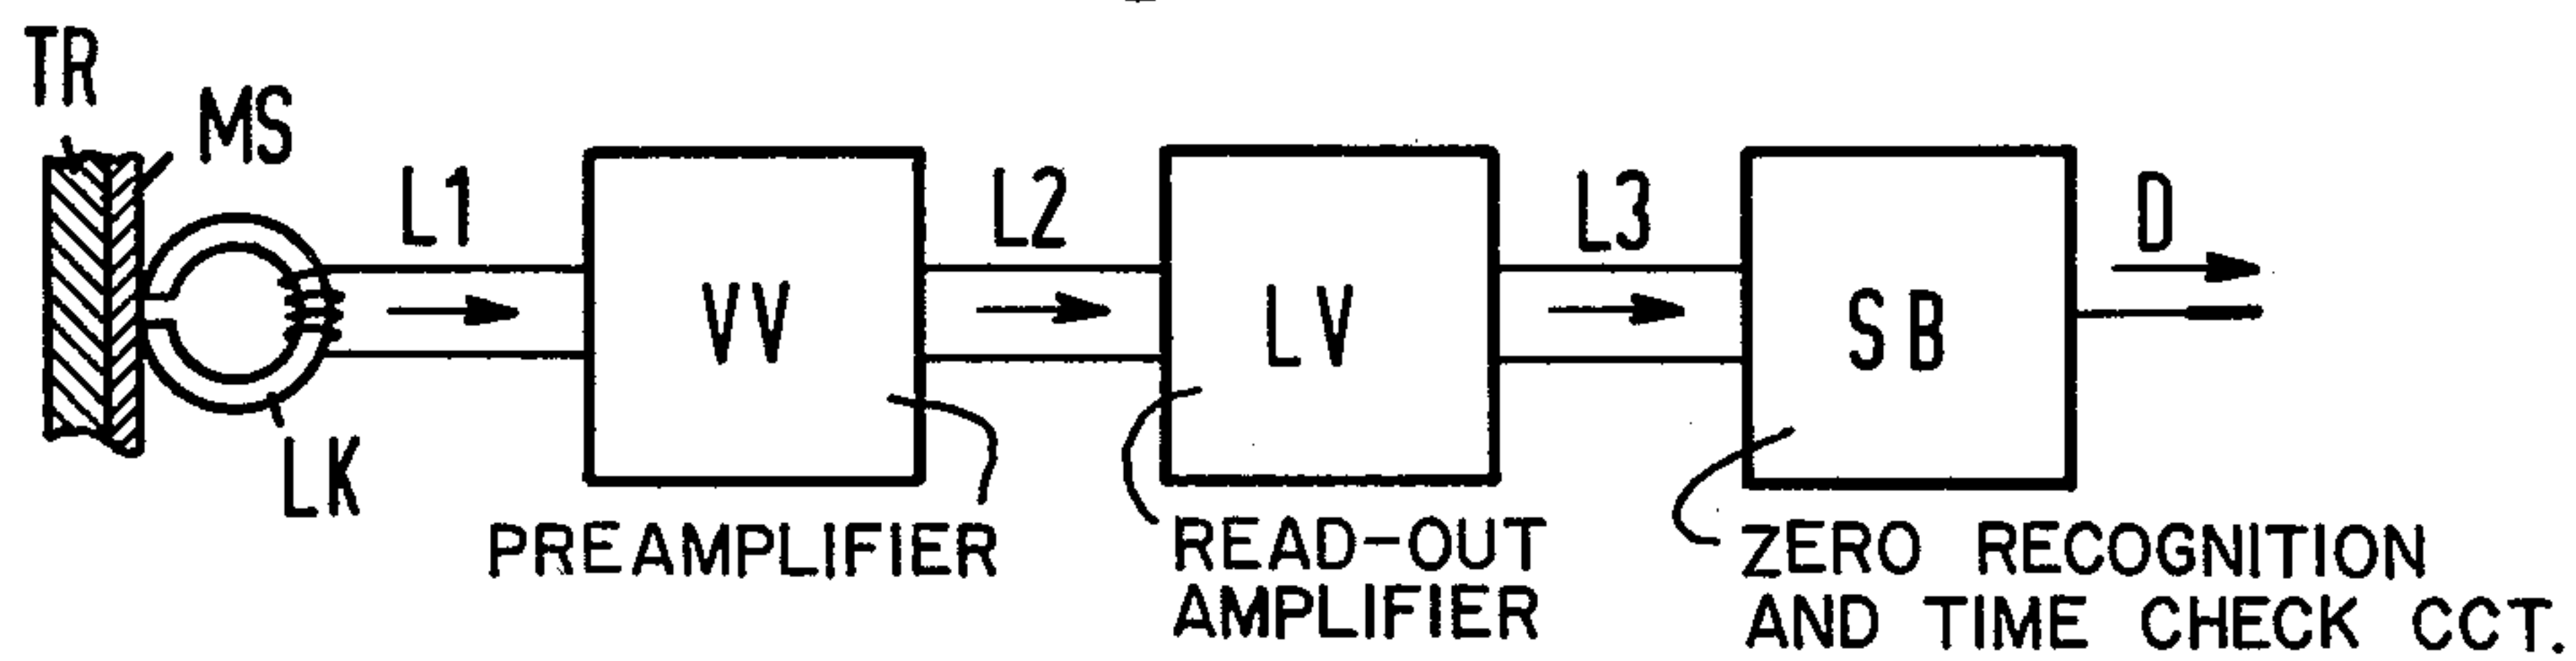 TR
MS
L1
L2
L3
D
VV
LV
SB
LK
PREAMPLIFIER
READ-OUT
AMPLIFIER
ZERO RECOGNITION
AND TIME CHECK CCT.